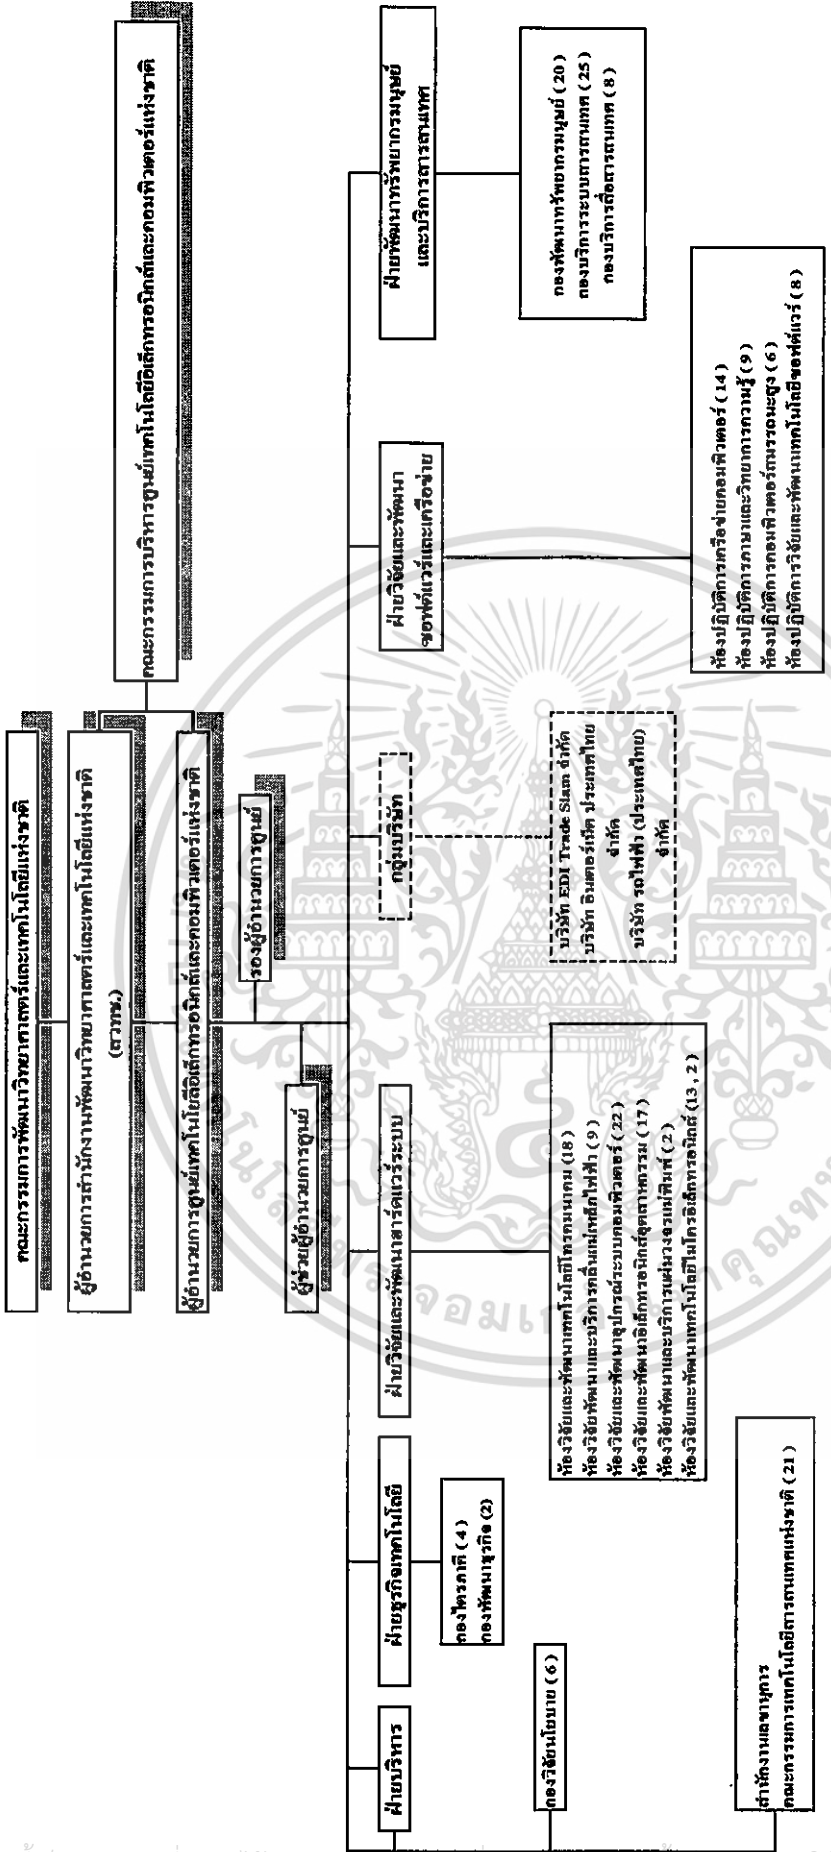 คณะกรรมการพัฒนาวิทยาศาสตร์และเทคโนโลยีแห่งชาติ
ผู้อำนวยการสำนักงานพัฒนาวิทยาศาสตร์และเทคโนโลยีแห่งชาติ
(สวทช.)
คณะกรรมการบริหารศูนย์เทคโนโลยีอิเล็กทรอนิกส์และคอมพิวเตอร์แห่งชาติ
ผู้อำนวยการศูนย์เทคโนโลยีอิเล็กทรอนิกส์และคอมพิวเตอร์แห่งชาติ
รองผู้อำนวยการศูนย์
ผู้ช่วยผู้อำนวยการศูนย์
ฝ่ายบริหาร
ฝ่ายธุรกิจเทคโนโลยี
ฝ่ายวิจัยและพัฒนาฮาร์ดแวร์ระบบ
กลุ่มบริษัท
ฝ่ายวิจัยและพัฒนา
ซอฟต์แวร์และเครือข่าย
ฝ่ายพัฒนาทรัพยากรมนุษย์
และบริการสารสนเทศ
กองไตรภาคี (4)
กองพัฒนาธุรกิจ (2)
กองวิจัยนโยบาย (6)
สำนักงานเลขานุการ
คณะกรรมการเทคโนโลยีสารสนเทศแห่งชาติ (21)
ห้องวิจัยและพัฒนาเทคโนโลยีโทรคมนาคม (18)
ห้องวิจัยพัฒนาและบริการคลื่นแม่เหล็กไฟฟ้า (9)
ห้องวิจัยและพัฒนาอุปกรณ์ระบบคอมพิวเตอร์ (22)
ห้องวิจัยและพัฒนาอิเล็กทรอนิกส์อุตสาหกรรม (17)
ห้องวิจัยพัฒนาและบริการแผ่นวงจรแม่พิมพ์ (2)
ห้องวิจัยและพัฒนาเทคโนโลยีไมโครอิเล็กทรอนิกส์ (13, 2)
บริษัท EDI Trade Siam จำกัด
บริษัท อินเตอร์เน็ต ประเทศไทย
จำกัด
บริษัท รถไฟฟ้า (ประเทศไทย)
จำกัด
ห้องปฏิบัติการเครือข่ายคอมพิวเตอร์ (14)
ห้องปฏิบัติการภาษาและวิทยาการความรู้ (9)
ห้องปฏิบัติการคอมพิวเตอร์สมรรถนะสูง (6)
ห้องปฏิบัติการวิจัยและพัฒนาเทคโนโลยีซอฟต์แวร์ (8)
กองพัฒนาทรัพยากรมนุษย์ (20)
กองบริการระบบสารสนเทศ (25)
กองบริการสื่อสารสนเทศ (8)